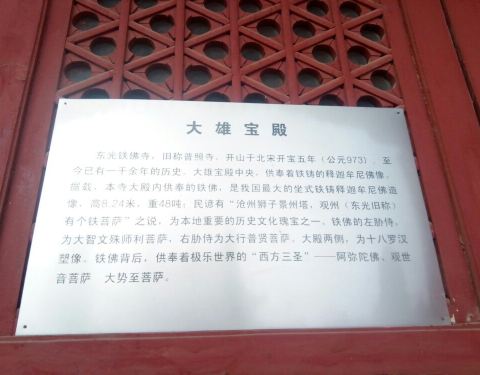 大雄宝殿
东光铁佛寺，旧称普照寺，开山于北宋开宝五年（公元973），至
今已有一千余年的历史。大雄宝殿中央，供奉着铁铸的释迦牟尼佛像。
据载，本寺大殿内供奉的铁佛，是我国最大的坐式铁铸释迦牟尼佛造
像，高8.24米，重48吨；民谚有“沧州狮子景州塔，观州（东光旧称）
有个铁菩萨”之说，为本地重要的历史文化瑰宝之一。铁佛的左胁侍，
为大智文殊师利菩萨，右胁侍为大行普贤菩萨。大殿两侧，为十八罗汉
塑像。铁佛背后，供奉着极乐世界的“西方三圣”——阿弥陀佛、观世
音菩萨 大势至菩萨。